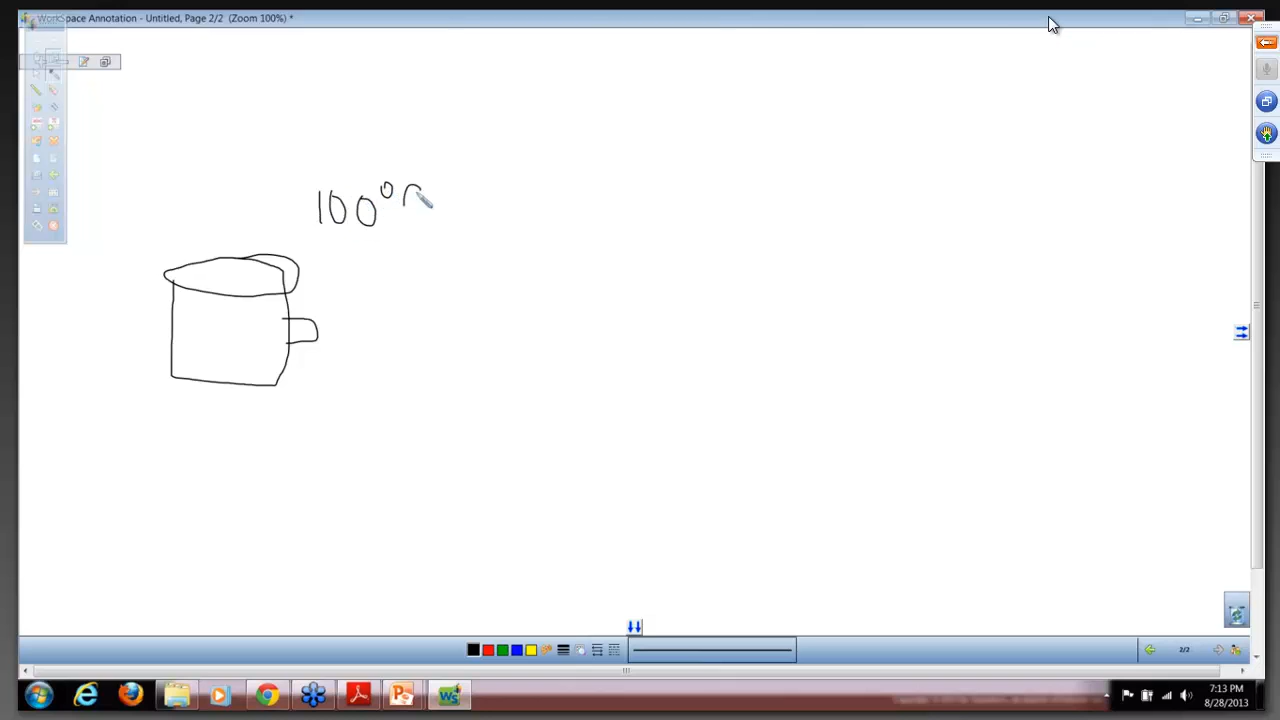 WorkSpace Annotation - Untitled, Page 2/2 (Zoom 100%) *
100°
2/2
7:13 PM
8/28/2013